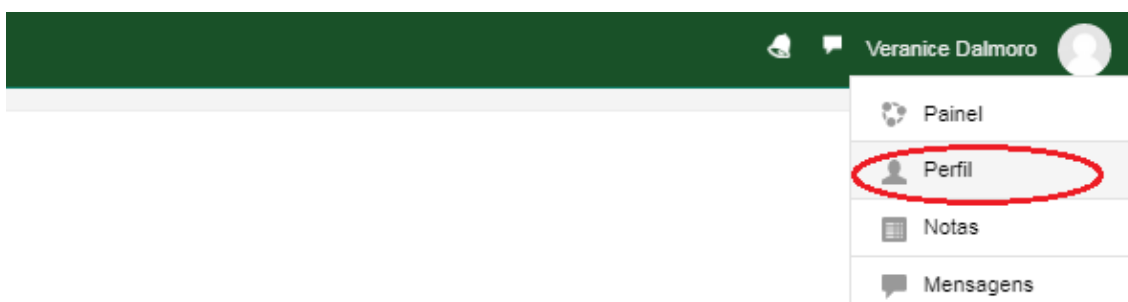 Veranice Dalmoro
Painel
Perfil
Notas
Mensagens